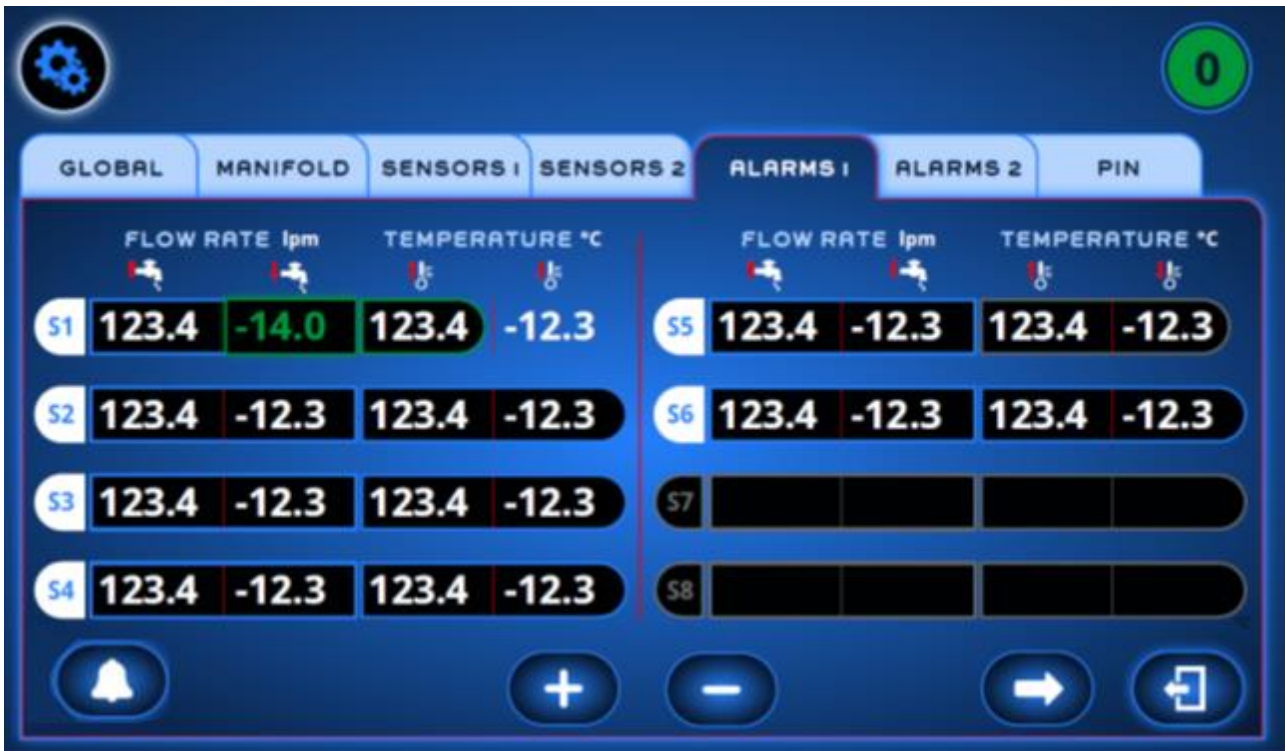 0
GLOBAL MANIFOLD SENSORS 1 SENSORS 2 ALARMS 1 ALARMS 2 PIN
FLOW RATE lpm TEMPERATURE °C FLOW RATE lpm TEMPERATURE °C
S1 123.4 -14.0 123.4 -12.3 S5 123.4 -12.3 123.4 -12.3
S2 123.4 -12.3 123.4 -12.3 S6 123.4 -12.3 123.4 -12.3
S3 123.4 -12.3 123.4 -12.3 S7
S4 123.4 -12.3 123.4 -12.3 S8